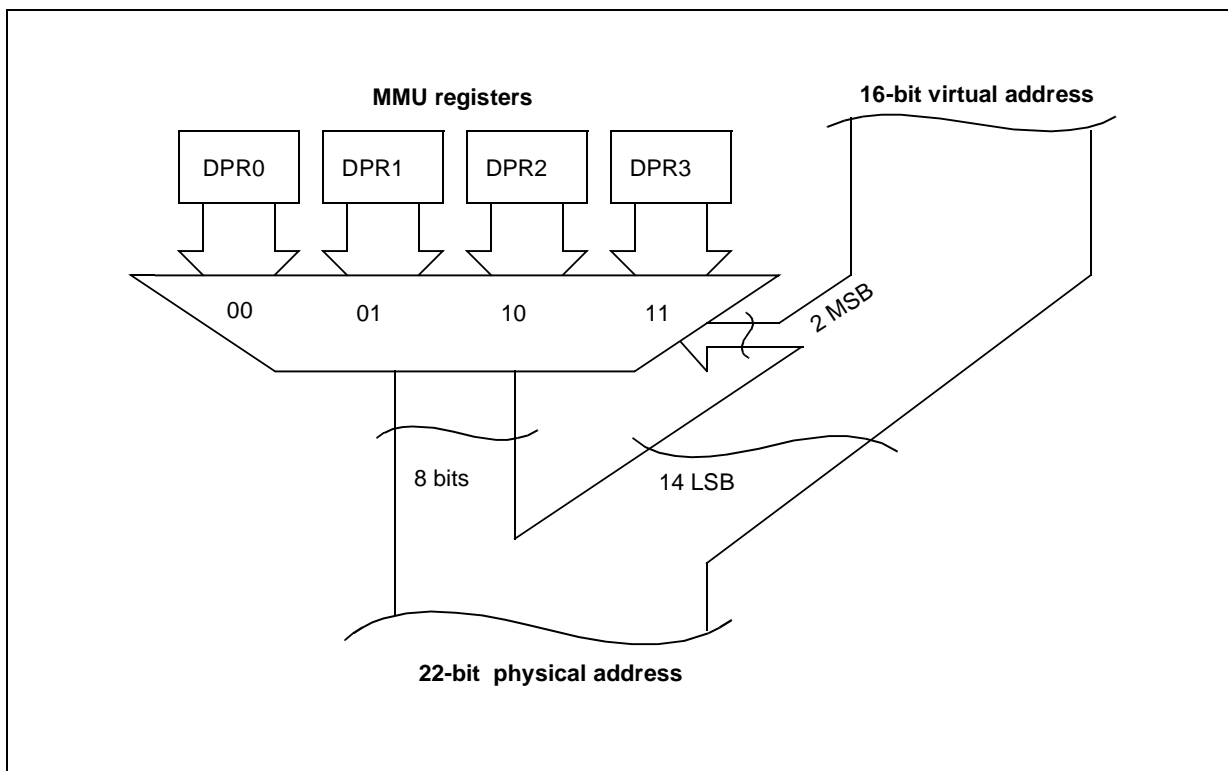 MMU registers
16-bit virtual address
DPR0
DPR1
DPR2
DPR3
00
01
10
11
2 MSB
8 bits
14 LSB
22-bit physical address